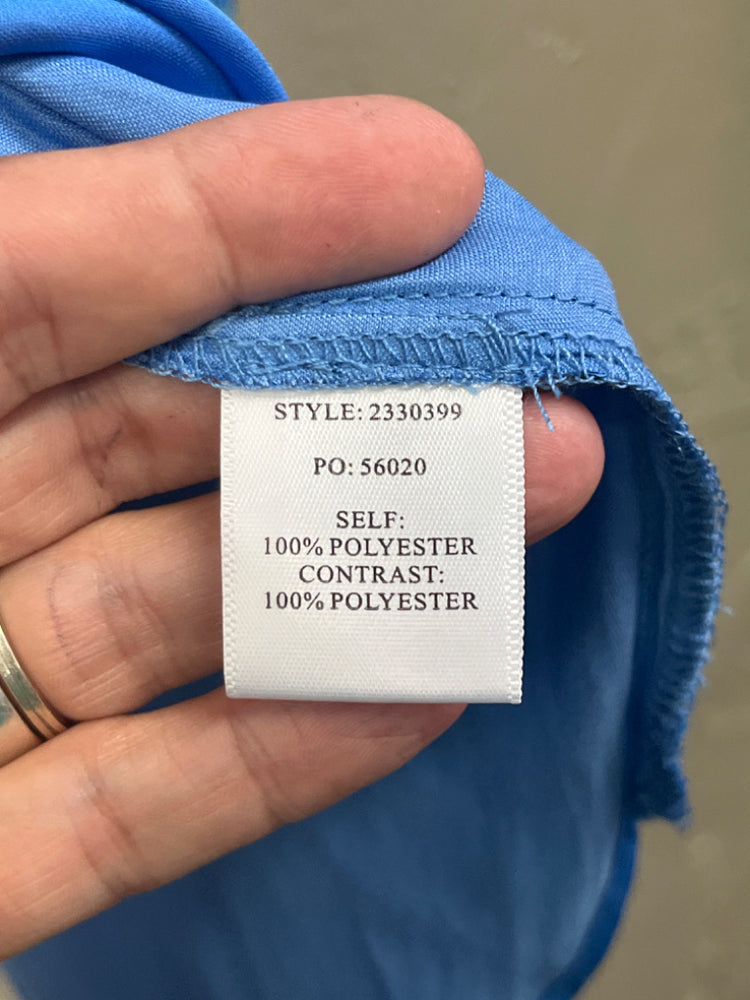 STYLE: 2330399
PO: 56020
SELF:
100% POLYESTER
CONTRAST:
100% POLYESTER